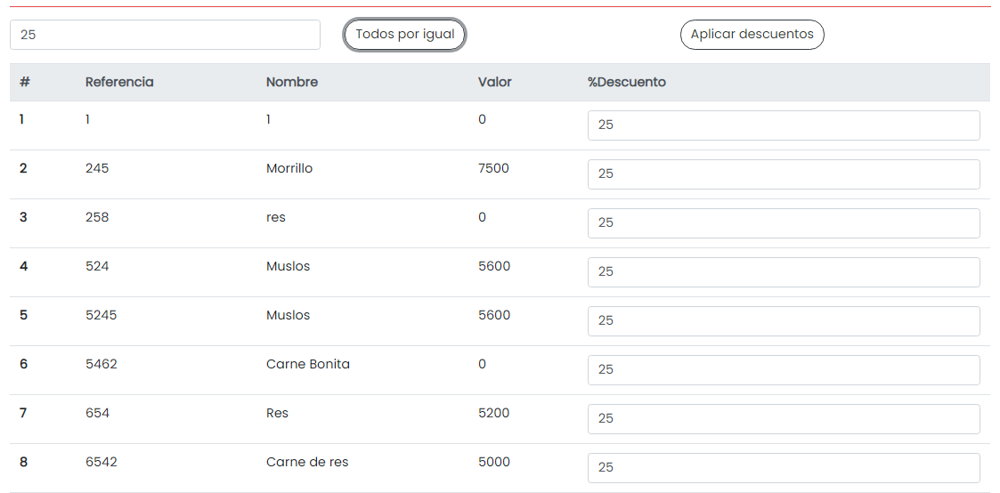 25 Todos por igual Aplicar descuentos
# Referencia Nombre Valor %Descuento
1 1 1 0 25
2 245 Morrillo 7500 25
3 258 res 0 25
4 524 Muslos 5600 25
5 5245 Muslos 5600 25
6 5462 Carne Bonita 0 25
7 654 Res 5200 25
8 6542 Carne de res 5000 25